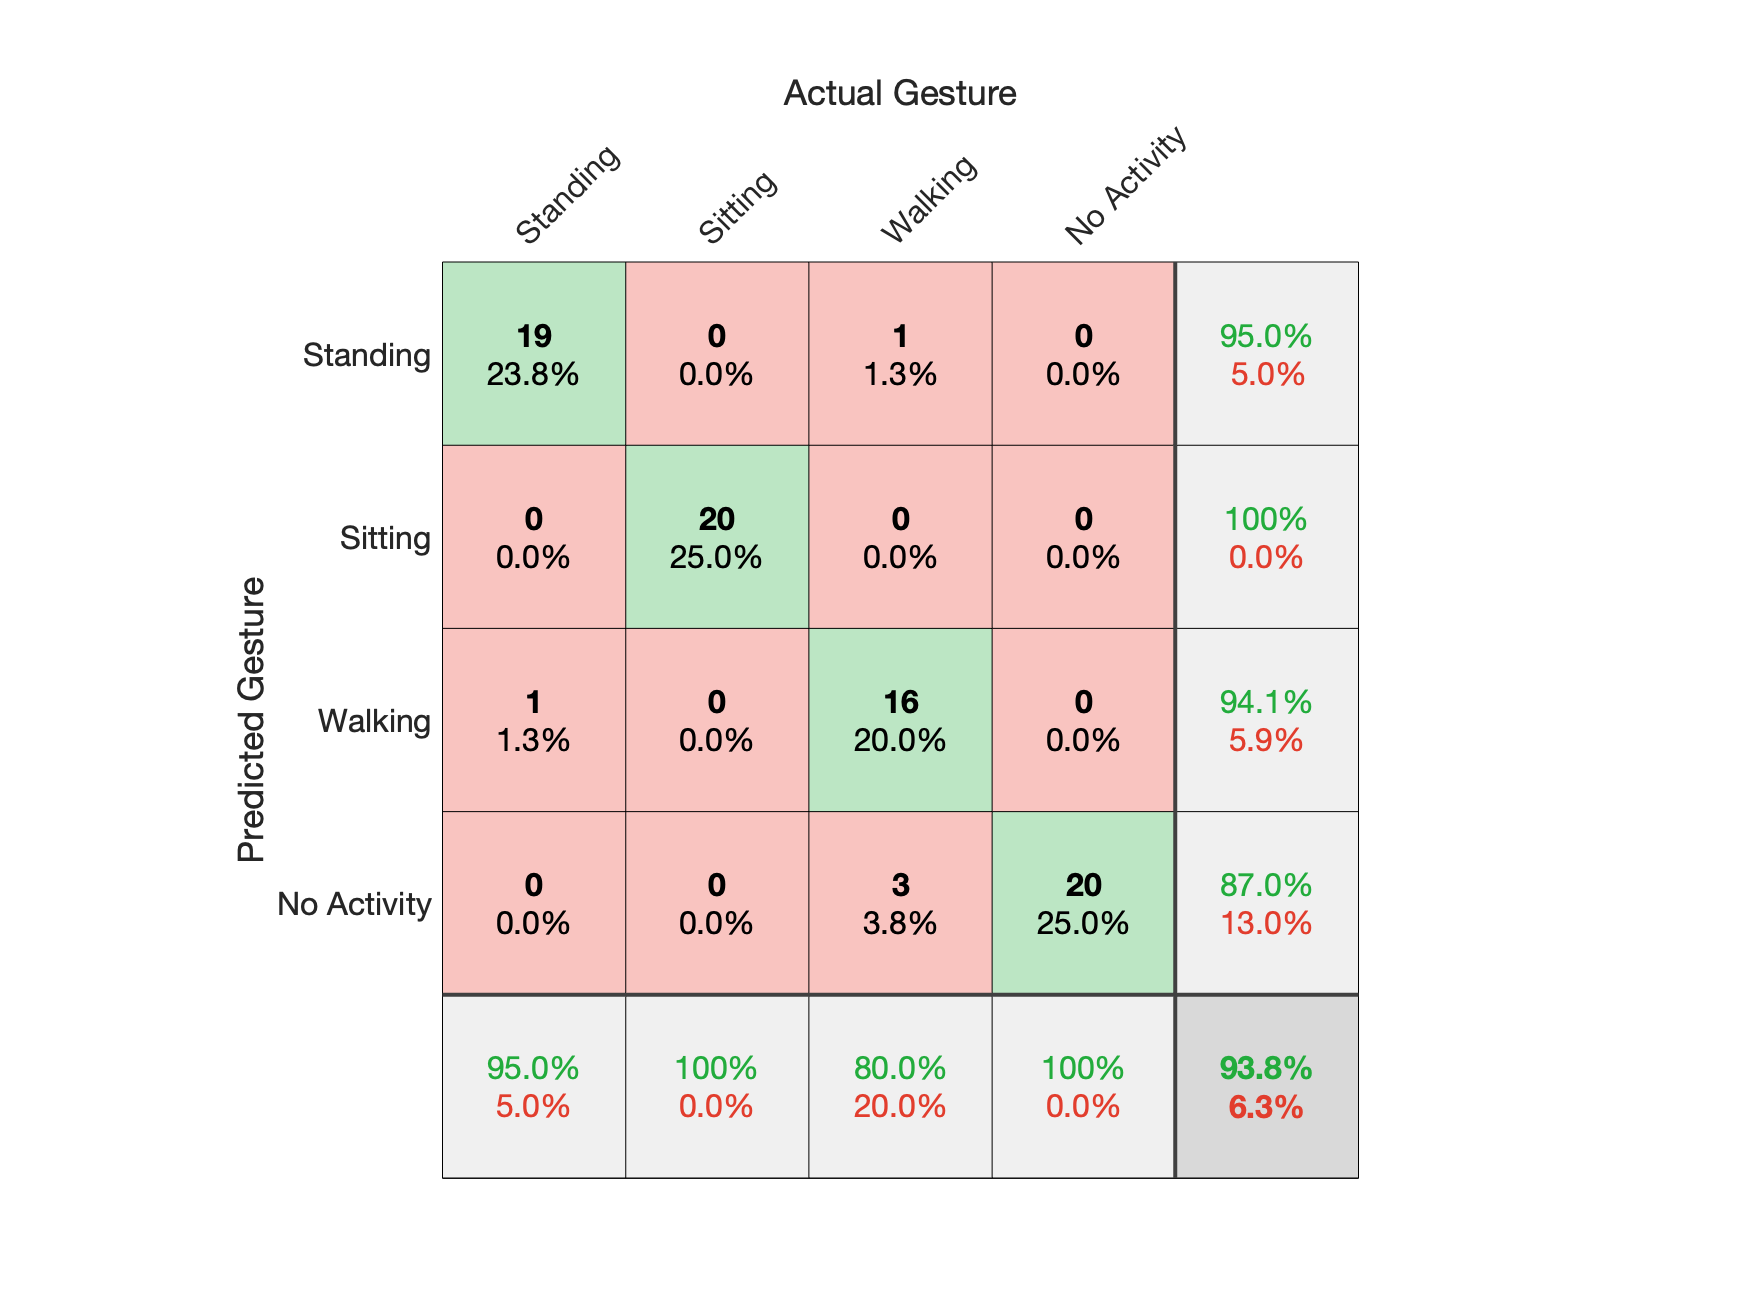 Actual Gesture
Standing Sitting Walking No Activity
Predicted Gesture
Standing
19 0 1 0 95.0%
23.8% 0.0% 1.3% 0.0% 5.0%
Sitting
0 20 0 0 100%
0.0% 25.0% 0.0% 0.0% 0.0%
Walking
1 0 16 0 94.1%
1.3% 0.0% 20.0% 0.0% 5.9%
No Activity
0 0 3 20 87.0%
0.0% 0.0% 3.8% 25.0% 13.0%
95.0% 100% 80.0% 100% 93.8%
5.0% 0.0% 20.0% 0.0% 6.3%